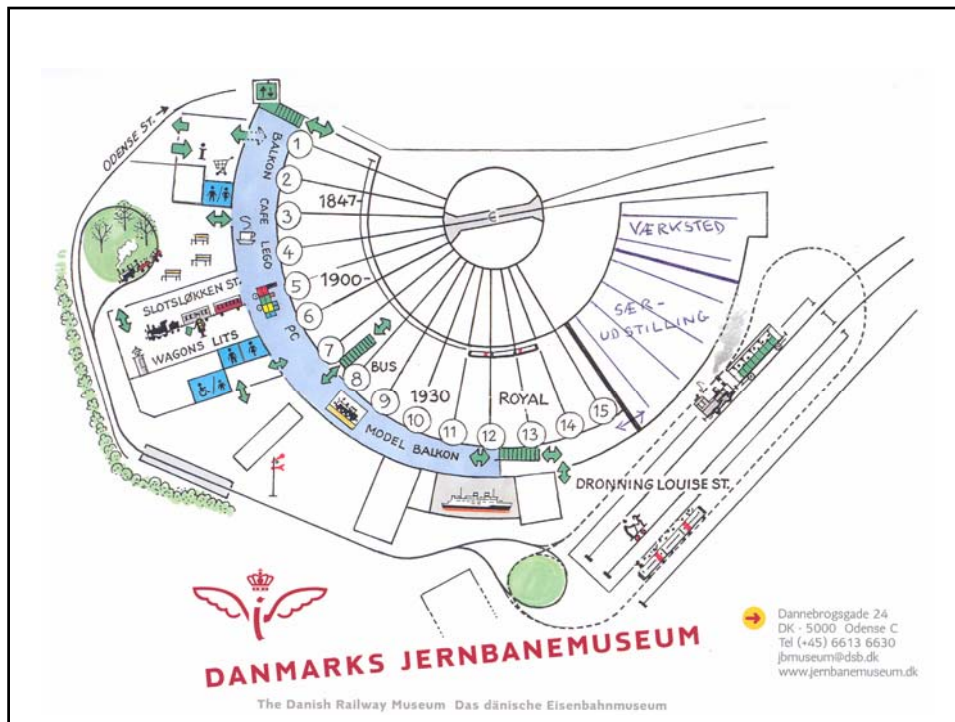 ODENSE ST.
BALKON
CAFÉ
LEGO
PC
1
2
3
4
5
6
7
8
9
10
11
12
13
14
15
1847-
1900-
BUS
1930
ROYAL
MODEL BALKON
VÆRKSTED
SÆR-
UDSTILLING
SLOTSLØKKEN ST.
WAGONS LITS
DRONNING LOUISE ST.
DANMARKS JERNBANEMUSEUM
The Danish Railway Museum Das dänische Eisenbahnmuseum
Dannebrogsgade 24
DK - 5000 Odense C
Tel (+45) 6613 6630
jbmuseum@dsb.dk
www.jernbanemuseum.dk